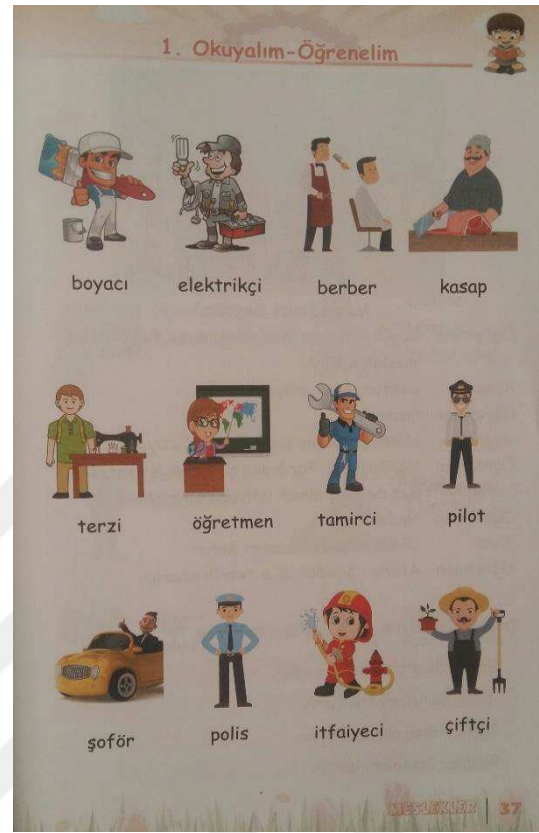 1. Okuyalım-Öğrenelim
boyacı elektrikçi berber kasap
terzi öğretmen tamirci pilot
şoför polis itfaiyeci çiftçi
MESLEKLER 37